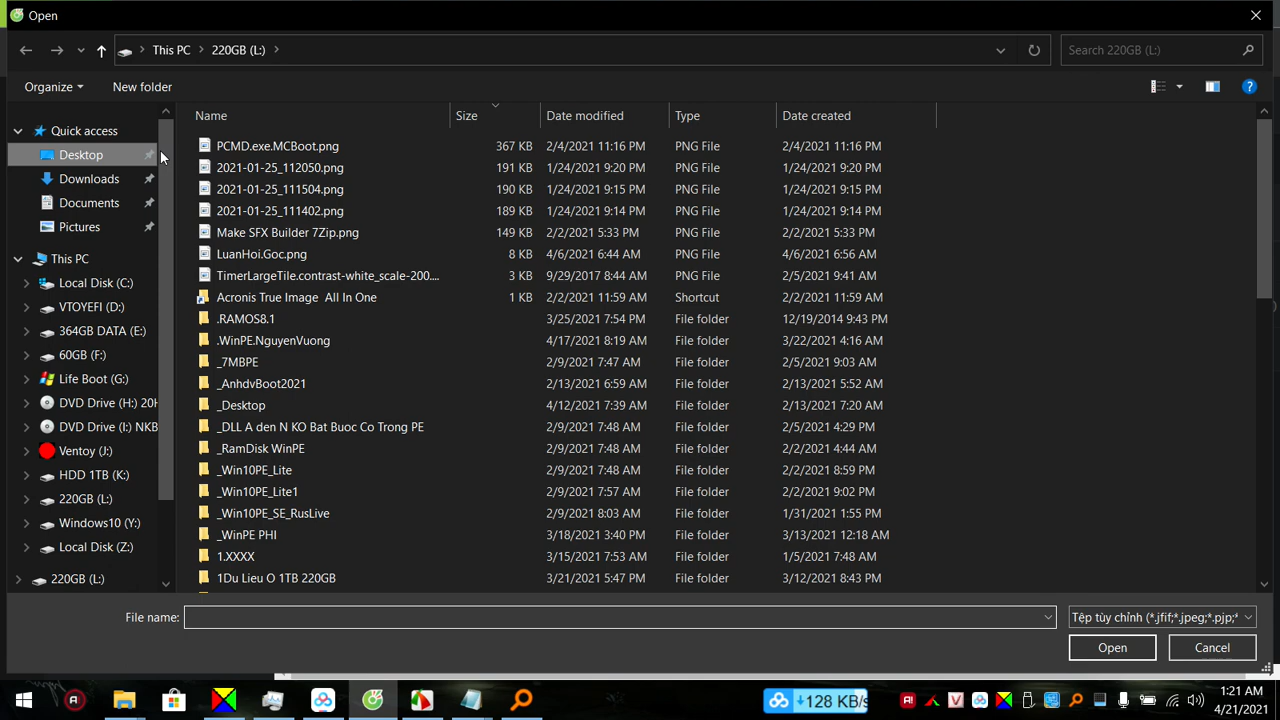 Open
This PC 220GB (L:) Search 220GB (L:)
Organize New folder
Name Size Date modified Type Date created
Quick access
Desktop
Downloads
Documents
Pictures
This PC
Local Disk (C:)
VTOYEFI (D:)
364GB DATA (E:)
60GB (F:)
Life Boot (G:)
DVD Drive (H:) 20H
DVD Drive (I:) NKB
Ventoy (J:)
HDD 1TB (K:)
220GB (L:)
Windows10 (Y:)
Local Disk (Z:)
220GB (L:)
PCMD.exe.MCBoot.png 367 KB 2/4/2021 11:16 PM PNG File 2/4/2021 11:16 PM
2021-01-25_112050.png 191 KB 1/24/2021 9:20 PM PNG File 1/24/2021 9:20 PM
2021-01-25_111504.png 190 KB 1/24/2021 9:15 PM PNG File 1/24/2021 9:15 PM
2021-01-25_111402.png 189 KB 1/24/2021 9:14 PM PNG File 1/24/2021 9:14 PM
Make SFX Builder 7Zip.png 149 KB 2/2/2021 5:33 PM PNG File 2/2/2021 5:33 PM
LuanHoi.Goc.png 8 KB 4/6/2021 6:44 AM PNG File 4/6/2021 6:56 AM
TimerLargeTile.contrast-white_scale-200.... 3 KB 9/29/2017 8:44 AM PNG File 2/5/2021 9:41 AM
Acronis True Image  All In One 1 KB 2/2/2021 11:59 AM Shortcut 2/2/2021 11:59 AM
.RAMOS8.1 3/25/2021 7:54 PM File folder 12/19/2014 9:43 PM
.WinPE.NguyenVuong 4/17/2021 8:19 AM File folder 3/22/2021 4:16 AM
_7MBPE 2/9/2021 7:47 AM File folder 2/5/2021 9:03 AM
_AnhdvBoot2021 2/13/2021 6:59 AM File folder 2/13/2021 5:52 AM
_Desktop 4/12/2021 7:39 AM File folder 2/13/2021 7:20 AM
_DLL A den N KO Bat Buoc Co Trong PE 2/9/2021 7:48 AM File folder 2/5/2021 4:29 PM
_RamDisk WinPE 2/9/2021 7:48 AM File folder 2/2/2021 4:44 AM
_Win10PE_Lite 2/9/2021 7:48 AM File folder 2/2/2021 8:59 PM
_Win10PE_Lite1 2/9/2021 7:57 AM File folder 2/2/2021 9:02 PM
_Win10PE_SE_RusLive 2/9/2021 8:03 AM File folder 1/31/2021 1:55 PM
_WinPE PHI 3/18/2021 3:40 PM File folder 3/13/2021 12:18 AM
1.XXXX 3/15/2021 7:53 AM File folder 1/5/2021 7:48 AM
1Du Lieu O 1TB 220GB 3/21/2021 5:47 PM File folder 3/12/2021 8:43 PM
File name: Tệp tùy chỉnh (*.jfif;*.jpeg;*.pjp;*
Open Cancel
↓128 KB/s
1:21 AM
4/21/2021